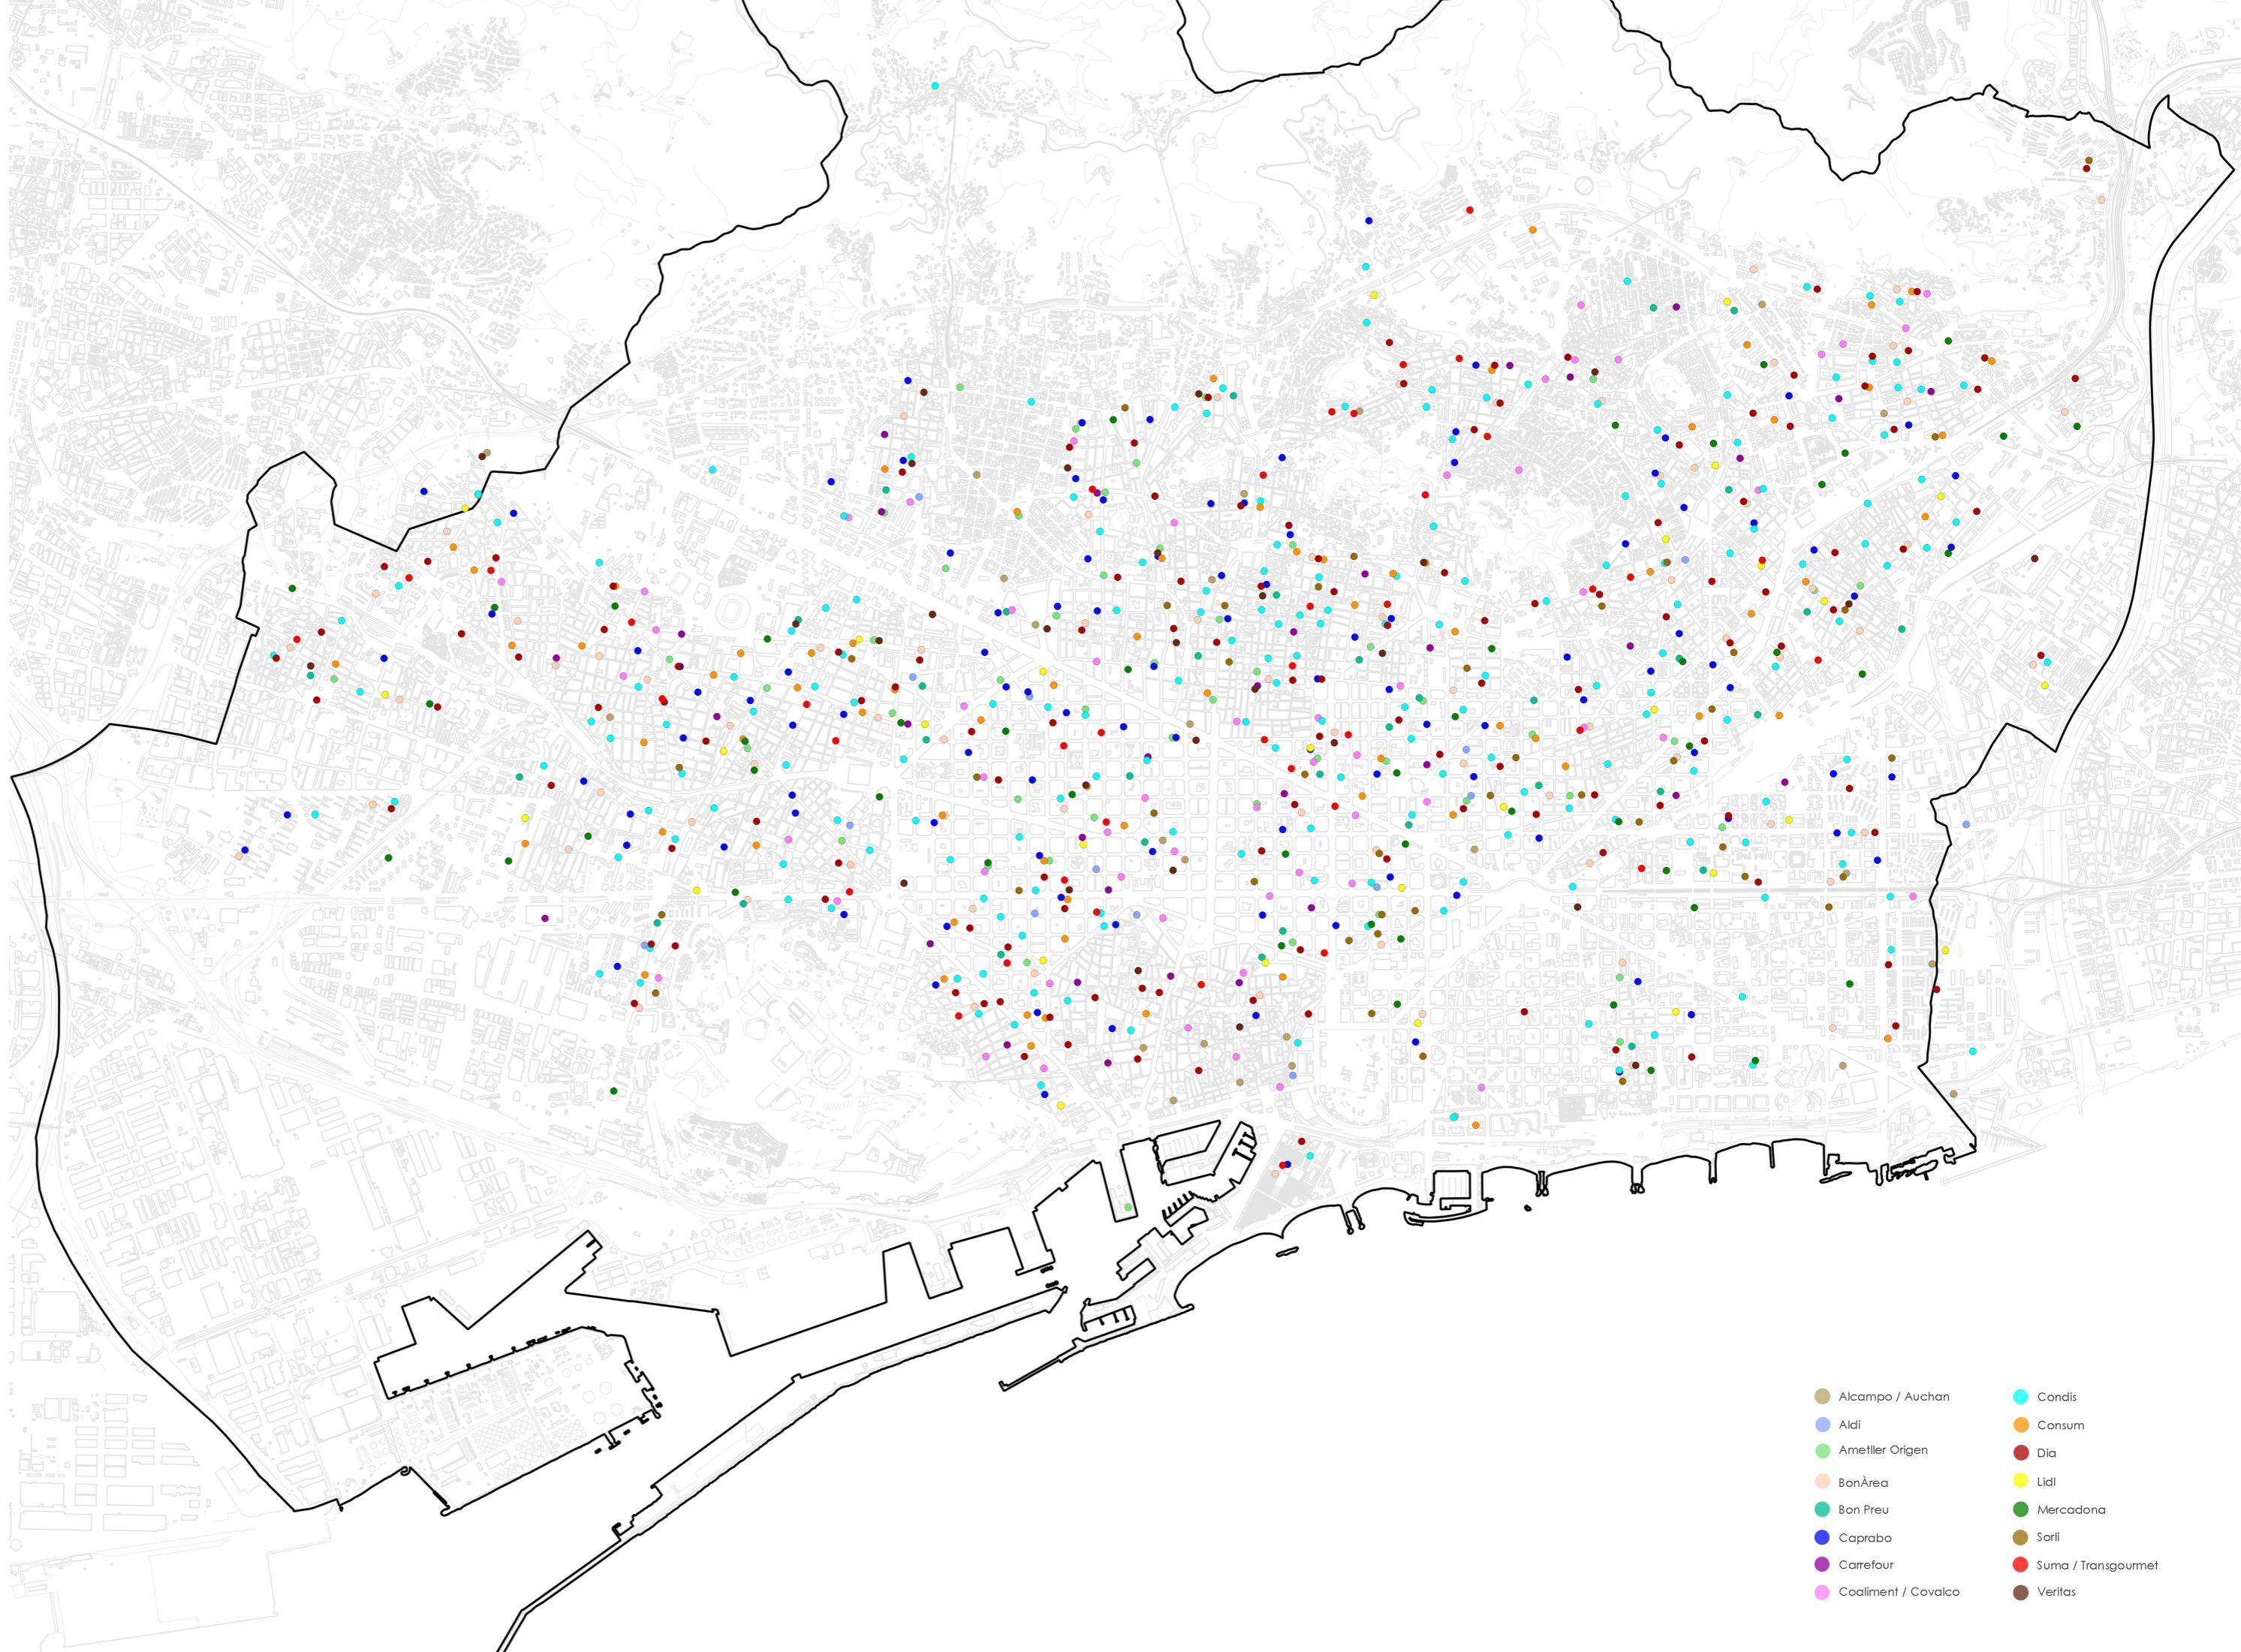 Alcampo / Auchan
Aldi
Ametller Origen
BonÀrea
Bon Preu
Caprabo
Carrefour
Coaliment / Covalco
Condis
Consum
Dia
Lidl
Mercadona
Sorli
Suma / Transgourmet
Veritas